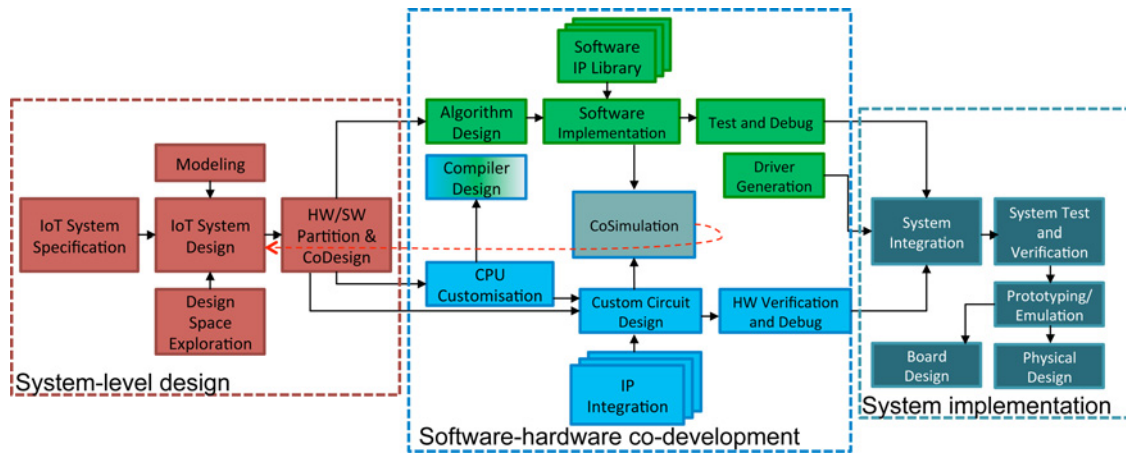 Software
IP Library
Algorithm
Design
Software
Implementation
Test and Debug
Modeling
Compiler
Design
Driver
Generation
IoT System
Specification
IoT System
Design
HW/SW
Partition &
CoDesign
CoSimulation
System
Integration
System Test
and
Verification
CPU
Customisation
Design
Space
Exploration
Custom Circuit
Design
HW Verification
and Debug
Prototyping/
Emulation
Board
Design
Physical
Design
IP
Integration
System-level design
Software-hardware co-development
System implementation